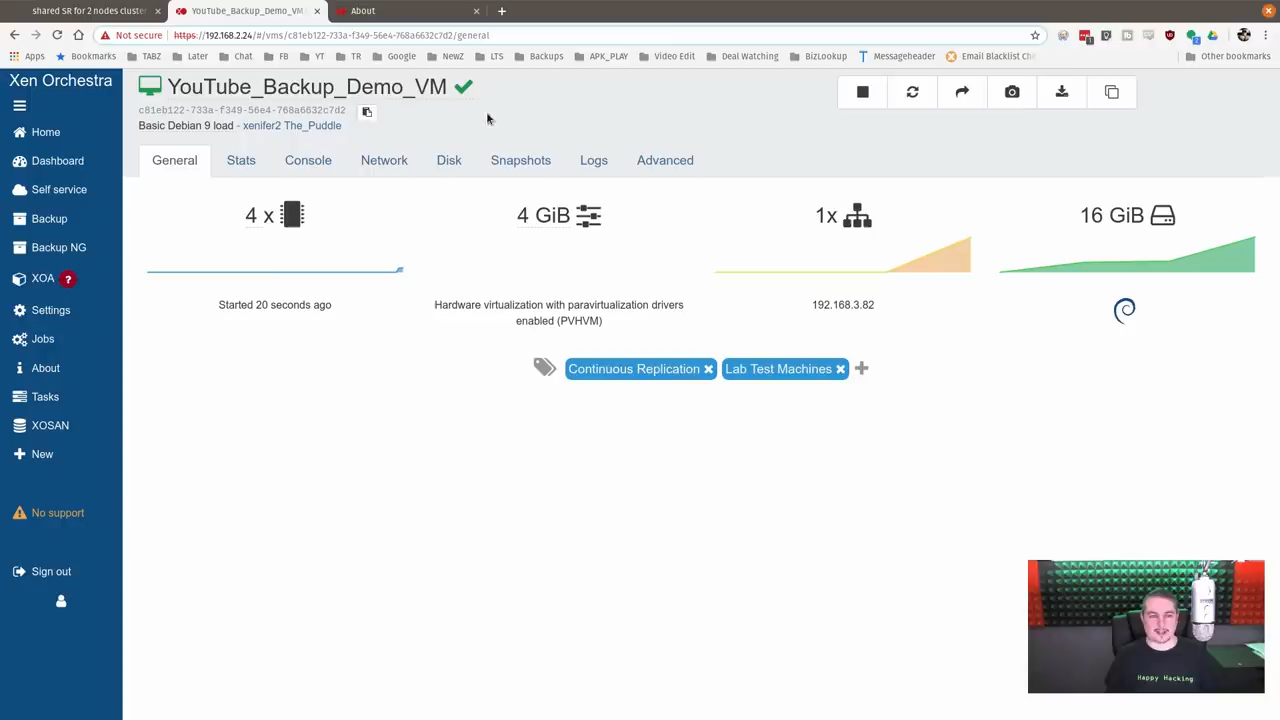 shared SR for 2 nodes cluster
YouTube_Backup_Demo_VM
About
Not secure
https://192.168.2.24/#/vms/c81eb122-733a-f349-56e4-768a6632c7d2/general
Apps
Bookmarks
TABZ
Later
Chat
FB
YT
TR
Google
NewZ
LTS
Backups
APK_PLAY
Video Edit
Deal Watching
BizLookup
Messageheader
Email Blacklist Che
Other bookmarks
Xen Orchestra
Home
Dashboard
Self service
Backup
Backup NG
XOA ?
Settings
Jobs
About
Tasks
XOSAN
New
No support
Sign out
YouTube_Backup_Demo_VM
c81eb122-733a-f349-56e4-768a6632c7d2
Basic Debian 9 load - xenifer2 The_Puddle
General
Stats
Console
Network
Disk
Snapshots
Logs
Advanced
4 x
4 GiB
1x
16 GiB
Started 20 seconds ago
Hardware virtualization with paravirtualization drivers
enabled (PVHVM)
192.168.3.82
Continuous Replication
Lab Test Machines
Happy Hacking